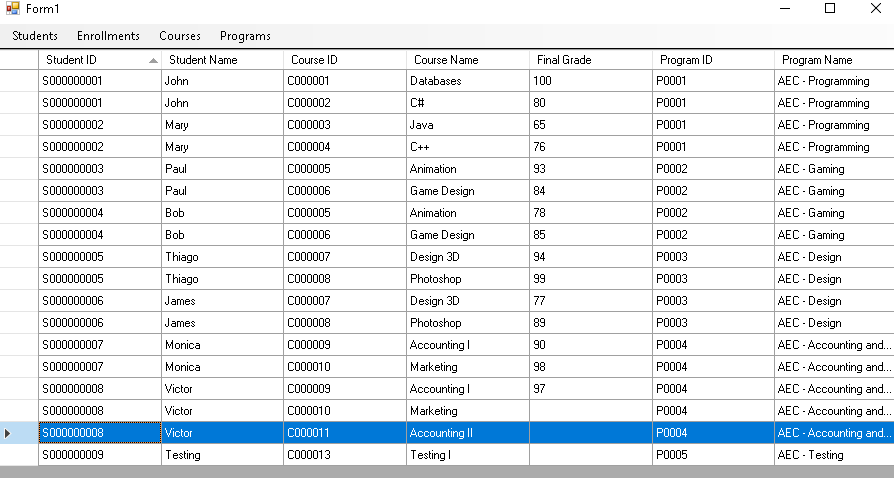 Form1
Students Enrollments Courses Programs
Student ID Student Name Course ID Course Name Final Grade Program ID Program Name
S000000001 John C000001 Databases 100 P0001 AEC - Programming
S000000001 John C000002 C# 80 P0001 AEC - Programming
S000000002 Mary C000003 Java 65 P0001 AEC - Programming
S000000002 Mary C000004 C++ 76 P0001 AEC - Programming
S000000003 Paul C000005 Animation 93 P0002 AEC - Gaming
S000000003 Paul C000006 Game Design 84 P0002 AEC - Gaming
S000000004 Bob C000005 Animation 78 P0002 AEC - Gaming
S000000004 Bob C000006 Game Design 85 P0002 AEC - Gaming
S000000005 Thiago C000007 Design 3D 94 P0003 AEC - Design
S000000005 Thiago C000008 Photoshop 99 P0003 AEC - Design
S000000006 James C000007 Design 3D 77 P0003 AEC - Design
S000000006 James C000008 Photoshop 89 P0003 AEC - Design
S000000007 Monica C000009 Accounting I 90 P0004 AEC - Accounting and...
S000000007 Monica C000010 Marketing 98 P0004 AEC - Accounting and...
S000000008 Victor C000009 Accounting I 97 P0004 AEC - Accounting and...
S000000008 Victor C000010 Marketing P0004 AEC - Accounting and...
S000000008 Victor C000011 Accounting II P0004 AEC - Accounting and...
S000000009 Testing C000013 Testing I P0005 AEC - Testing